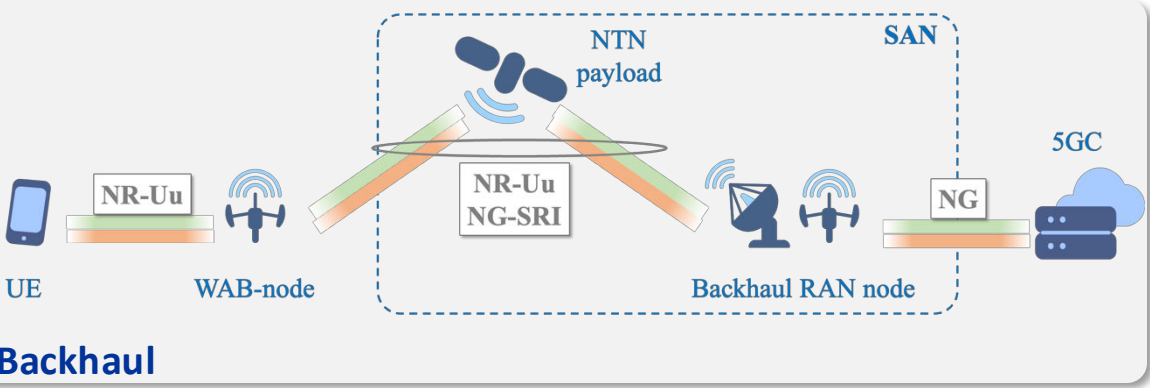 NTN
payload
SAN
5GC
NR-Uu
NR-Uu
NG-SRI
NG
UE
WAB-node
Backhaul RAN node
Backhaul